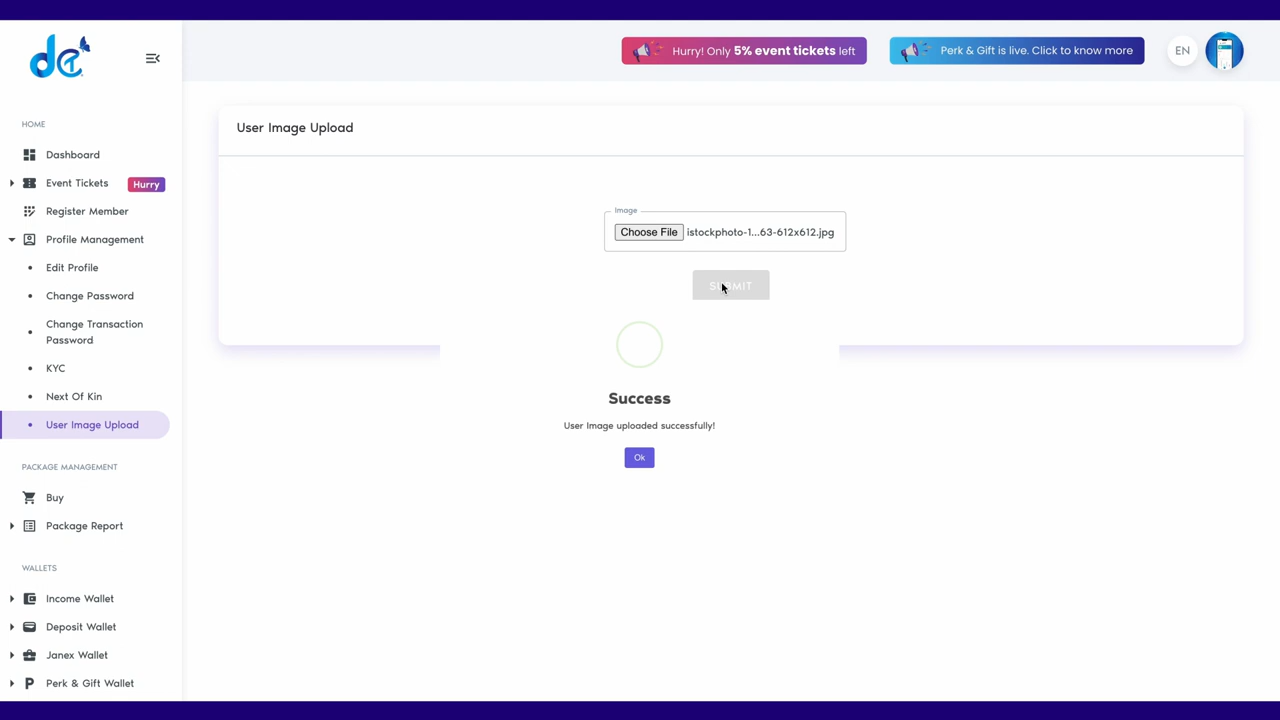 de
Hurry! Only 5% event tickets left
Perk & Gift is live. Click to know more
EN
HOME
Dashboard
Event Tickets
Hurry
Register Member
Profile Management
Edit Profile
Change Password
Change Transaction
Password
KYC
Next Of Kin
User Image Upload
PACKAGE MANAGEMENT
Buy
Package Report
WALLETS
Income Wallet
Deposit Wallet
Janex Wallet
P Perk & Gift Wallet
User Image Upload
Image
Choose File istockphoto-1...63-612x612.jpg
SUBMIT
Success
User Image uploaded successfully!
Ok